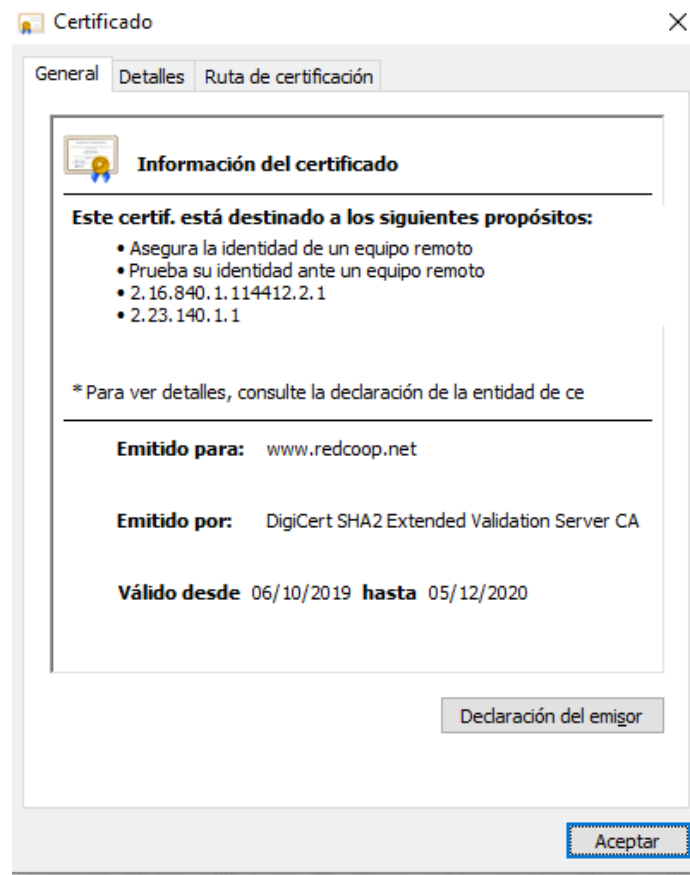 Certificado
General Detalles Ruta de certificación
Información del certificado
Este certif. está destinado a los siguientes propósitos:
• Asegura la identidad de un equipo remoto
• Prueba su identidad ante un equipo remoto
• 2.16.840.1.114412.2.1
• 2.23.140.1.1
* Para ver detalles, consulte la declaración de la entidad de ce
Emitido para: www.redcoop.net
Emitido por: DigiCert SHA2 Extended Validation Server CA
Válido desde 06/10/2019 hasta 05/12/2020
Declaración del emisor
Aceptar